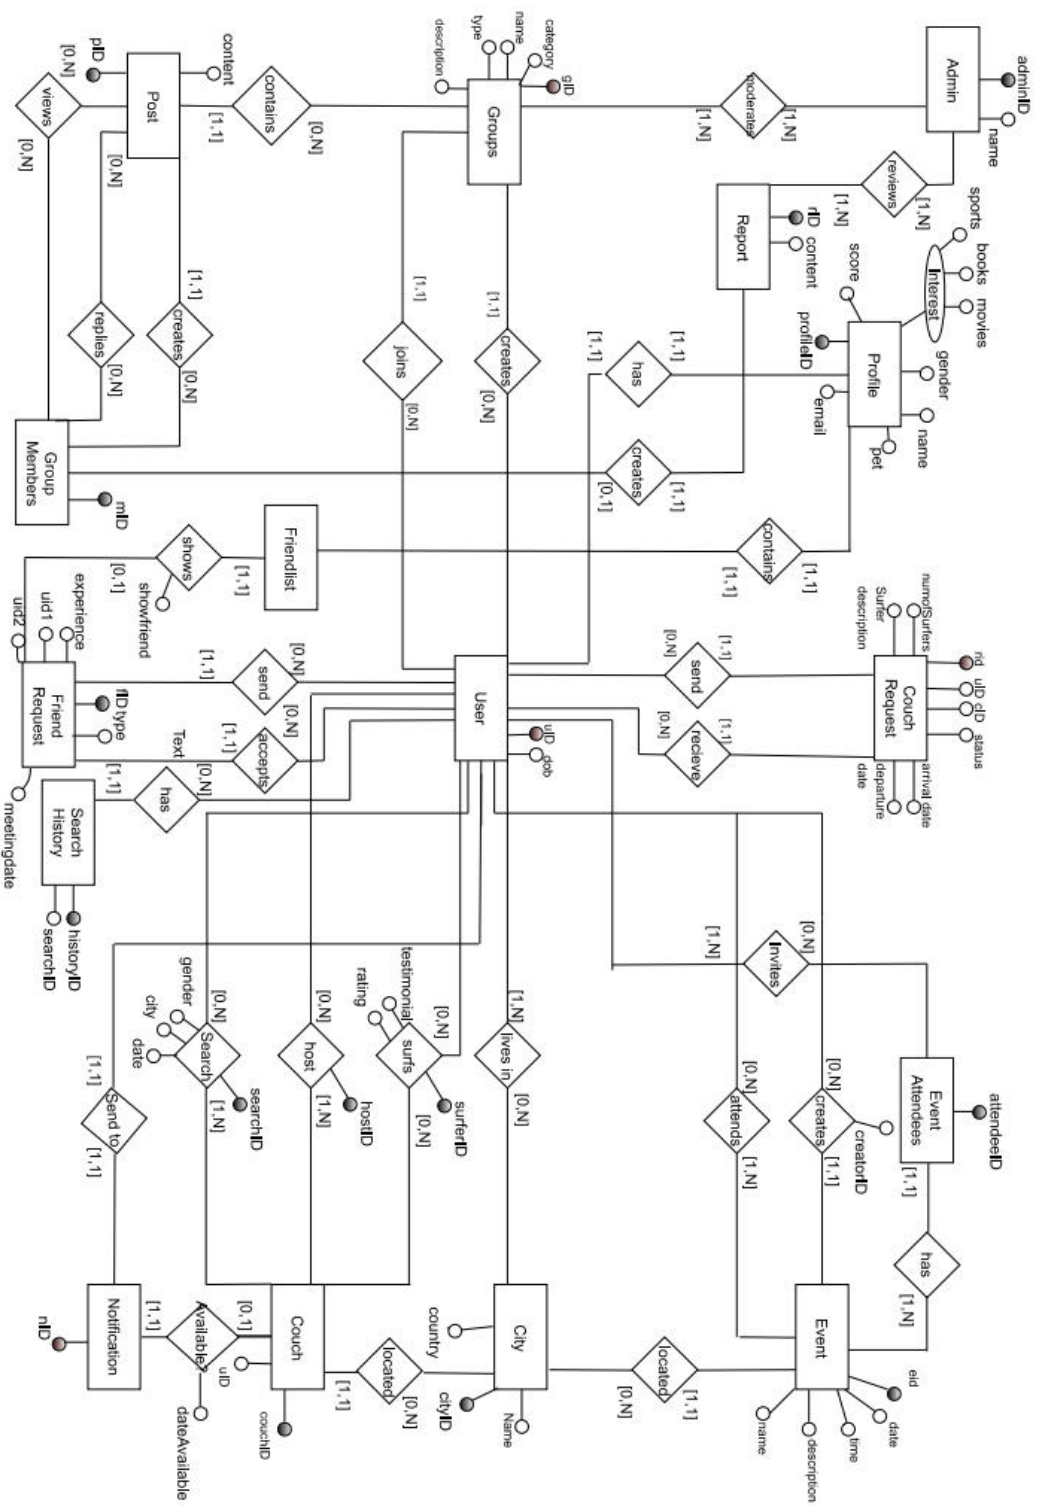 adminID
name
Admin
[1,N]
moderates
[1,N]
reviews
[1,N]
[1,N]
Report
rID
content
sports
books
movies
Interest
score
profileID
Profile
gender
name
email
pet
numofSurfers
Surfer
description
rid
uID
cID
status
Couch
Request
arrival date
departure
date
attendeeID
Event
Attendees
[1,1]
has
[1,N]
Invites
[0,N]
[1,N]
creates
[0,N]
creatorID
[1,1]
attends
[0,N]
[1,N]
Event
eid
date
time
description
name
category
name
type
description
gID
Groups
has
[1,1]
[1,1]
creates
[1,1]
[0,1]
contains
[1,1]
[1,1]
send
[1,1]
[0,N]
recieve
[1,1]
[0,N]
creates
[1,1]
[0,N]
joins
[1,1]
[0,N]
User
uID
dob
lives in
[1,N]
[0,N]
City
country
cityID
Name
located
[1,1]
[0,N]
located
[1,1]
[0,N]
contains
[0,N]
[1,1]
content
pID
Post
views
[0,N]
[0,N]
replies
[0,N]
[0,N]
creates
[1,1]
[0,N]
Group
Members
mID
Friendlist
shows
[1,1]
[0,1]
showfriend
send
[0,N]
[1,1]
accepts
[0,N]
[1,1]
experience
uid1
uid2
Friend
Request
fID
type
meetingdate
Text
has
[0,N]
[1,1]
Search
History
historyID
searchID
surfs
testimonial
rating
surferID
[0,N]
[0,N]
host
hostID
[0,N]
[1,N]
Search
gender
city
date
searchID
[0,N]
[1,N]
Send to
[1,1]
[1,1]
Couch
uID
couchID
Available?
[0,1]
[1,1]
dateAvailable
Notification
nID